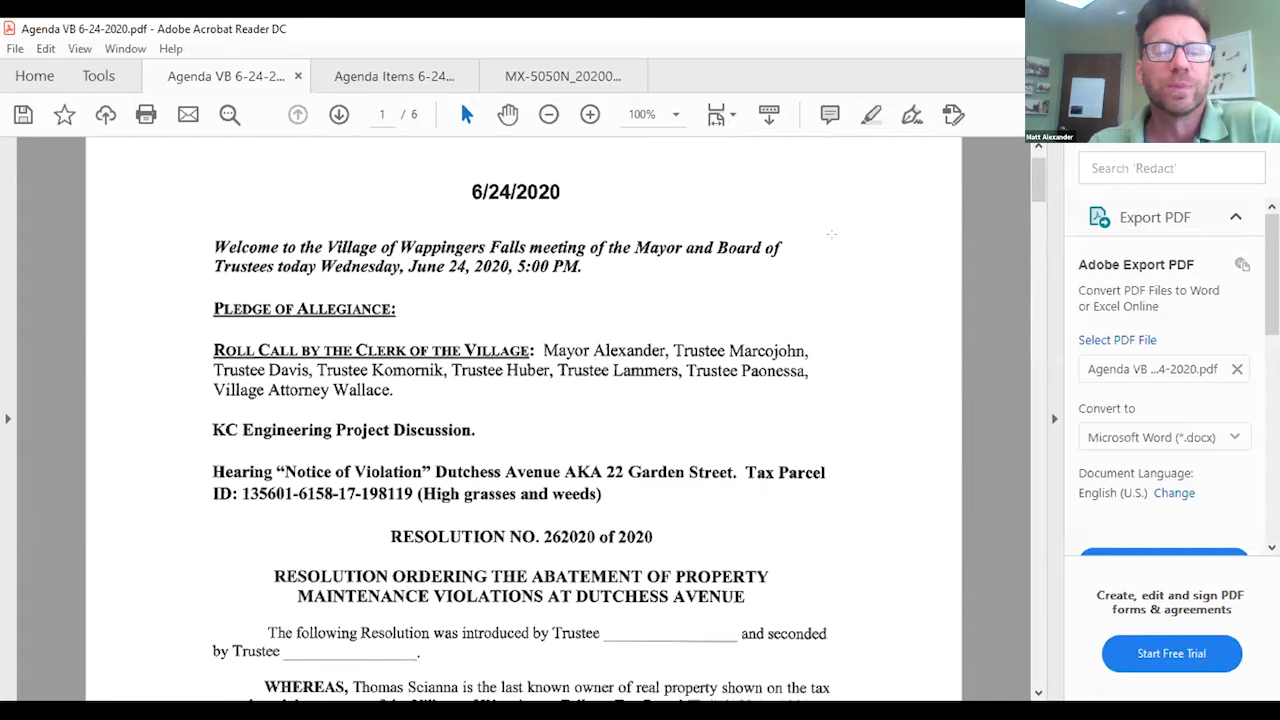 Agenda VB 6-24-2020.pdf - Adobe Acrobat Reader DC
File Edit View Window Help
Home Tools Agenda VB 6-24-2... × Agenda Items 6-24... MX-5050N_20200...
1 / 6 100%
Matt Alexander
6/24/2020
Welcome to the Village of Wappingers Falls meeting of the Mayor and Board of
Trustees today Wednesday, June 24, 2020, 5:00 PM.
PLEDGE OF ALLEGIANCE:
ROLL CALL BY THE CLERK OF THE VILLAGE: Mayor Alexander, Trustee Marcojohn,
Trustee Davis, Trustee Komornik, Trustee Huber, Trustee Lammers, Trustee Paonessa,
Village Attorney Wallace.
KC Engineering Project Discussion.
Hearing “Notice of Violation” Dutchess Avenue AKA 22 Garden Street. Tax Parcel
ID: 135601-6158-17-198119 (High grasses and weeds)
RESOLUTION NO. 262020 of 2020
RESOLUTION ORDERING THE ABATEMENT OF PROPERTY
MAINTENANCE VIOLATIONS AT DUTCHESS AVENUE
The following Resolution was introduced by Trustee ______________ and seconded
by Trustee ______________.
WHEREAS, Thomas Scianna is the last known owner of real property shown on the tax
Search 'Redact'
Export PDF
Adobe Export PDF
Convert PDF Files to Word
or Excel Online
Select PDF File
Agenda VB ...4-2020.pdf ×
Convert to
Microsoft Word (*.docx)
Document Language:
English (U.S.) Change
Create, edit and sign PDF
forms & agreements
Start Free Trial